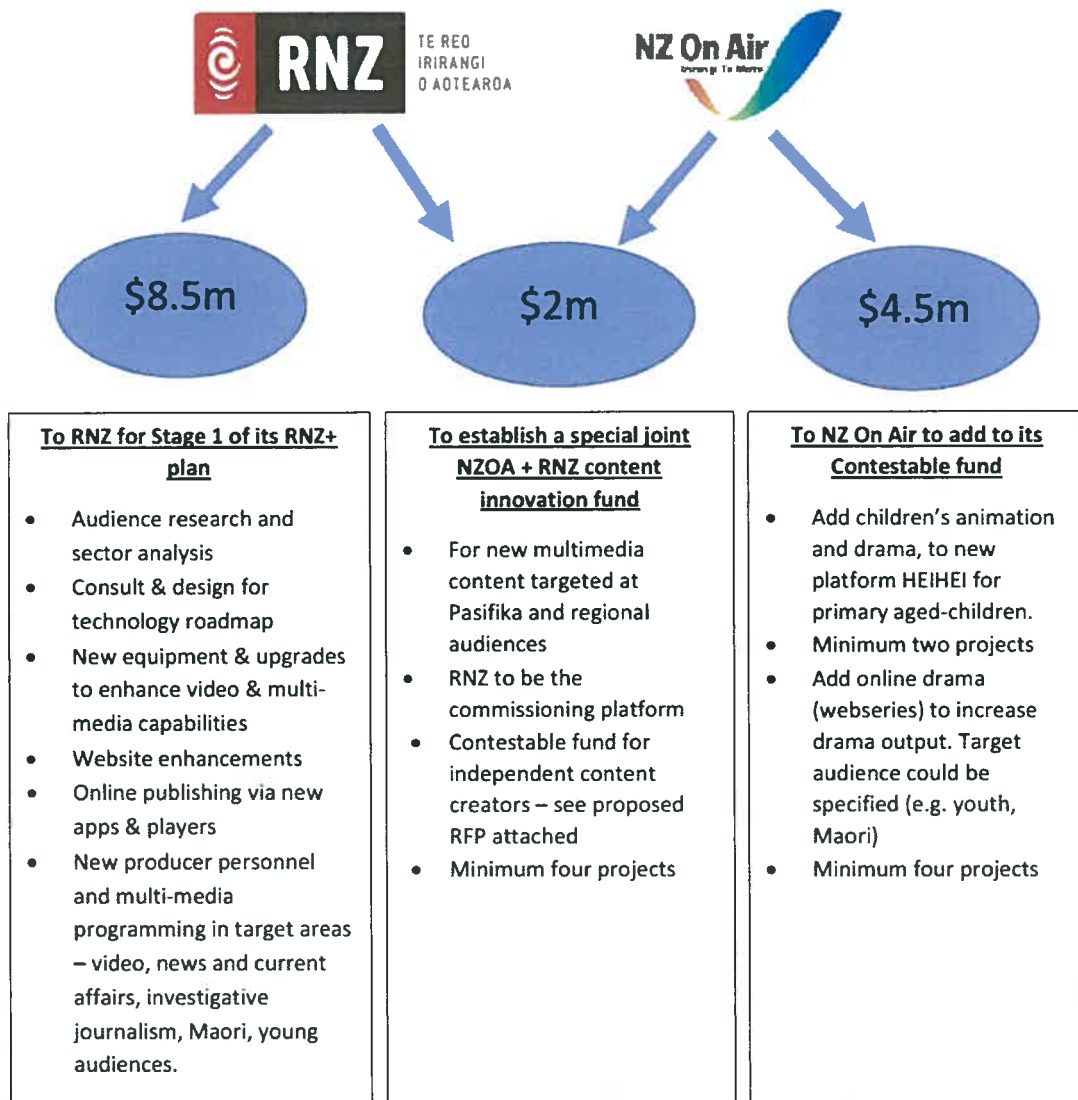 RNZ
TE REO
IRIRANGI
O AOTEAROA
NZ On Air
Irirangi Te Motu
$8.5m
$2m
$4.5m
To RNZ for Stage 1 of its RNZ+
plan
• Audience research and
sector analysis
• Consult & design for
technology roadmap
• New equipment & upgrades
to enhance video & multi-
media capabilities
• Website enhancements
• Online publishing via new
apps & players
• New producer personnel
and multi-media
programming in target areas
– video, news and current
affairs, investigative
journalism, Maori, young
audiences.
To establish a special joint
NZOA + RNZ content
innovation fund
• For new multimedia
content targeted at
Pasifika and regional
audiences
• RNZ to be the
commissioning platform
• Contestable fund for
independent content
creators – see proposed
RFP attached
• Minimum four projects
To NZ On Air to add to its
Contestable fund
• Add children's animation
and drama, to new
platform HEIHEI for
primary aged-children.
• Minimum two projects
• Add online drama
(webseries) to increase
drama output. Target
audience could be
specified (e.g. youth,
Maori)
• Minimum four projects